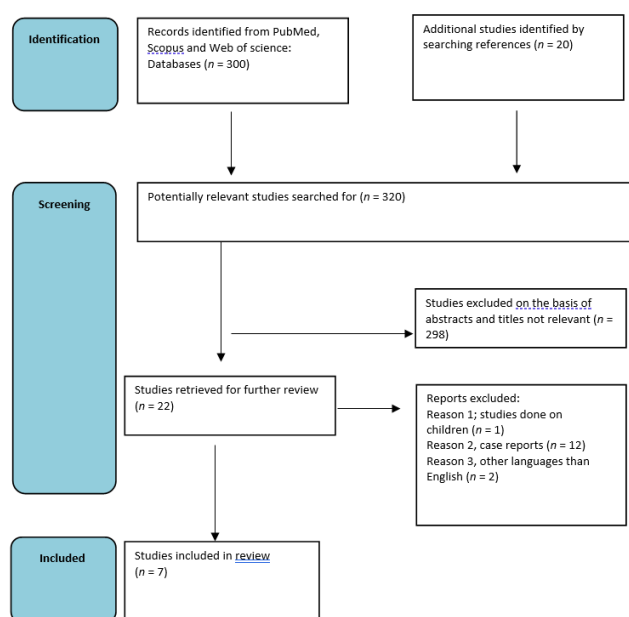 Identification
Records identified from PubMed,
Scopus and Web of science:
Databases (n = 300)
Additional studies identified by
searching references (n = 20)
Screening
Potentially relevant studies searched for (n = 320)
Studies excluded on the basis of
abstracts and titles not relevant (n =
298)
Studies retrieved for further review
(n = 22)
Reports excluded:
Reason 1; studies done on
children (n = 1)
Reason 2, case reports (n = 12)
Reason 3, other languages than
English (n = 2)
Included
Studies included in review
(n = 7)